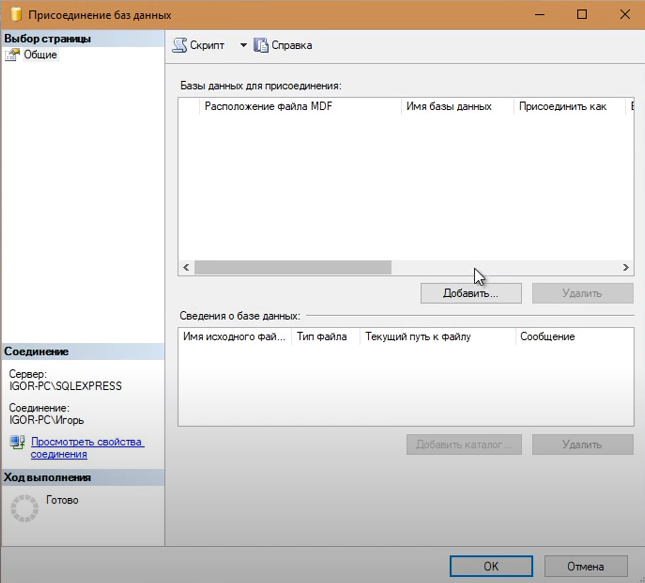 Присоединение баз данных
Выбор страницы
Общие
Скрипт
Справка
Базы данных для присоединения:
Расположение файла MDF Имя базы данных Присоединить как
Добавить... Удалить
Сведения о базе данных:
Имя исходного фай... Тип файла Текущий путь к файлу Сообщение
Добавить каталог... Удалить
Соединение
Сервер:
IGOR-PC\SQLEXPRESS
Соединение:
IGOR-PC\Игорь
Просмотреть свойства
соединения
Ход выполнения
Готово
OK Отмена